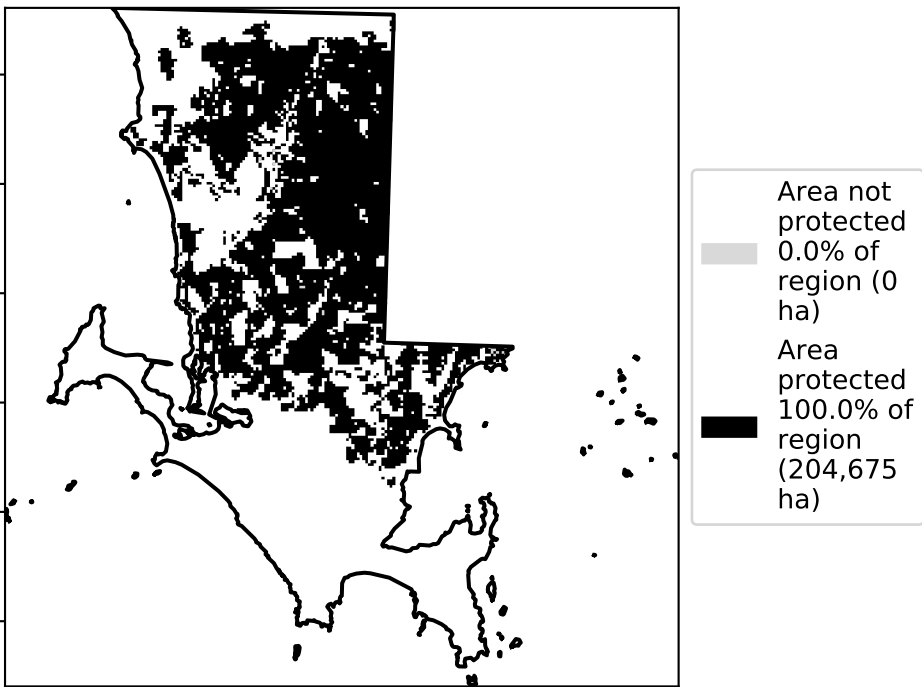 Area not
protected
0.0% of
region (0
ha)
Area
protected
100.0% of
region
(204,675
ha)